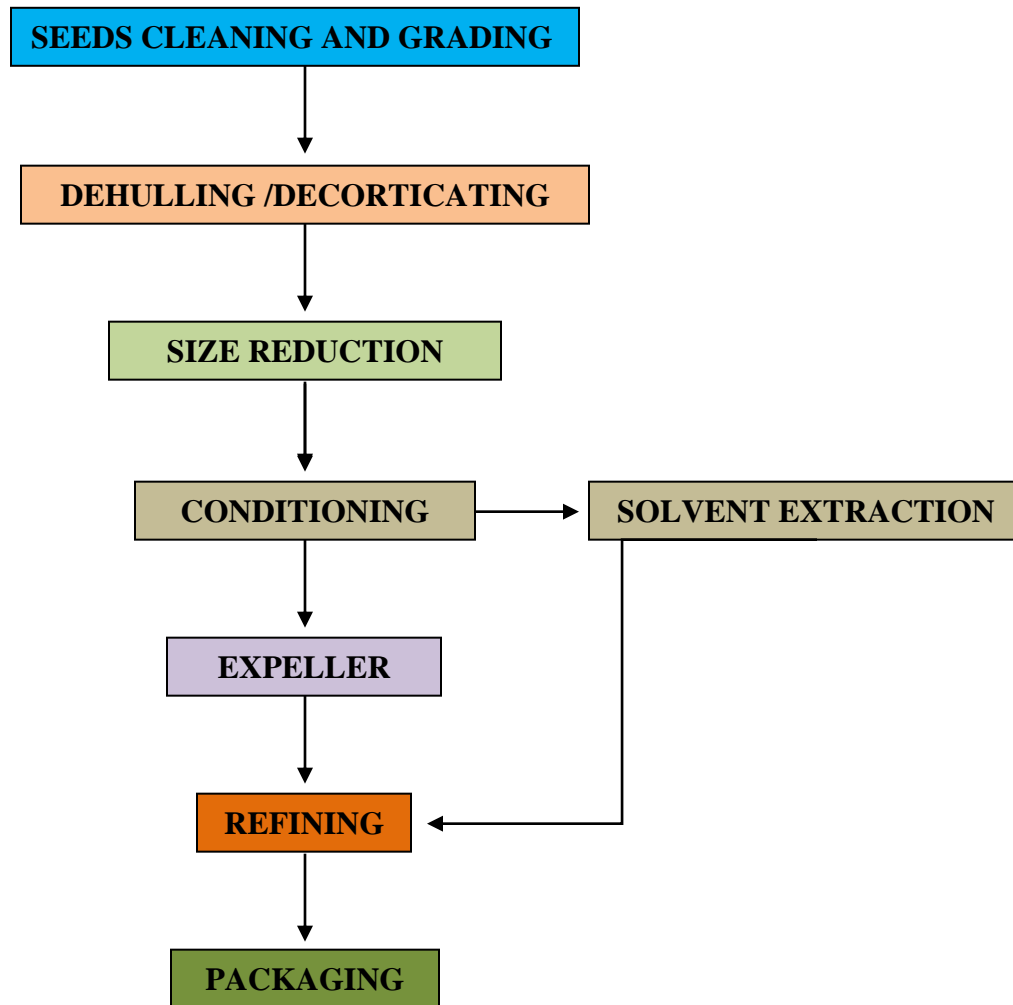 SEEDS CLEANING AND GRADING
DEHULLING /DECORTICATING
SIZE REDUCTION
CONDITIONING
SOLVENT EXTRACTION
EXPELLER
REFINING
PACKAGING